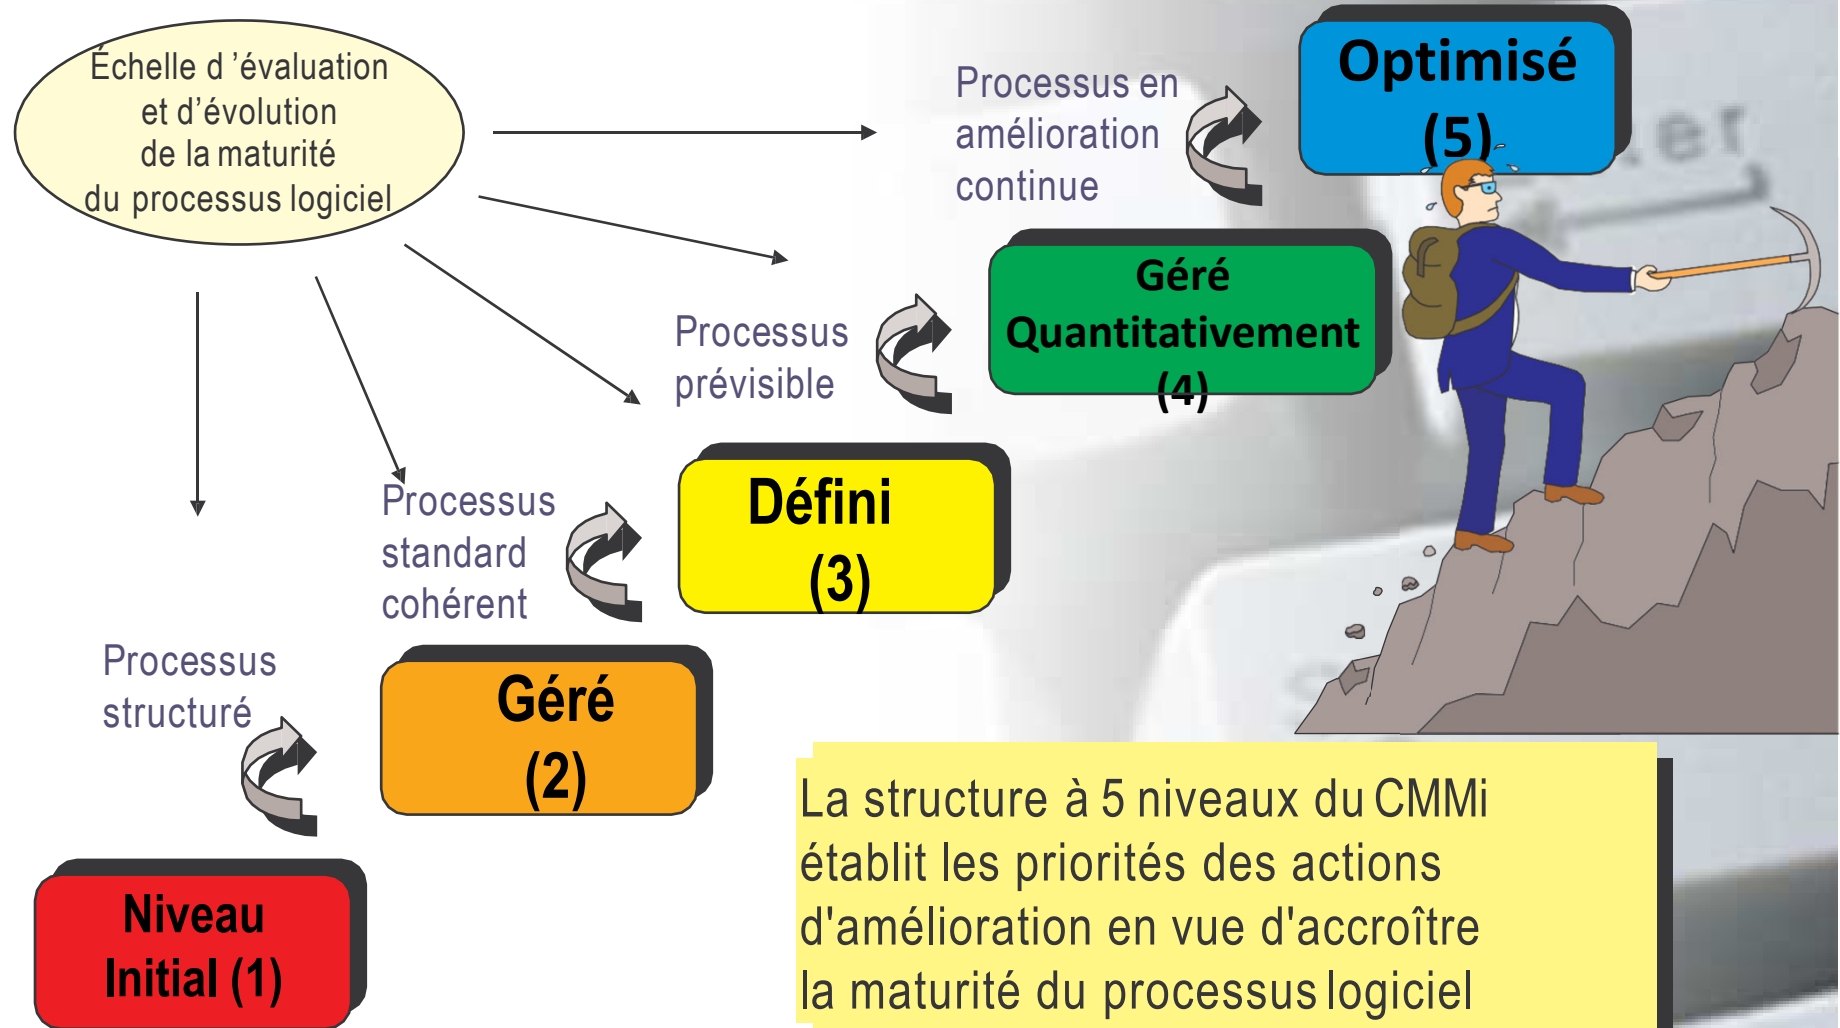 Échelle d ’évaluation
et d’évolution
de la maturité
du processus logiciel
Processus en
amélioration
continue
Optimisé
(5)
Processus
prévisible
Géré
Quantitativement
(4)
Processus
standard
cohérent
Défini
(3)
Processus
structuré
Géré
(2)
Niveau
Initial (1)
La structure à 5 niveaux du CMMi
établit les priorités des actions
d'amélioration en vue d'accroître
la maturité du processus logiciel